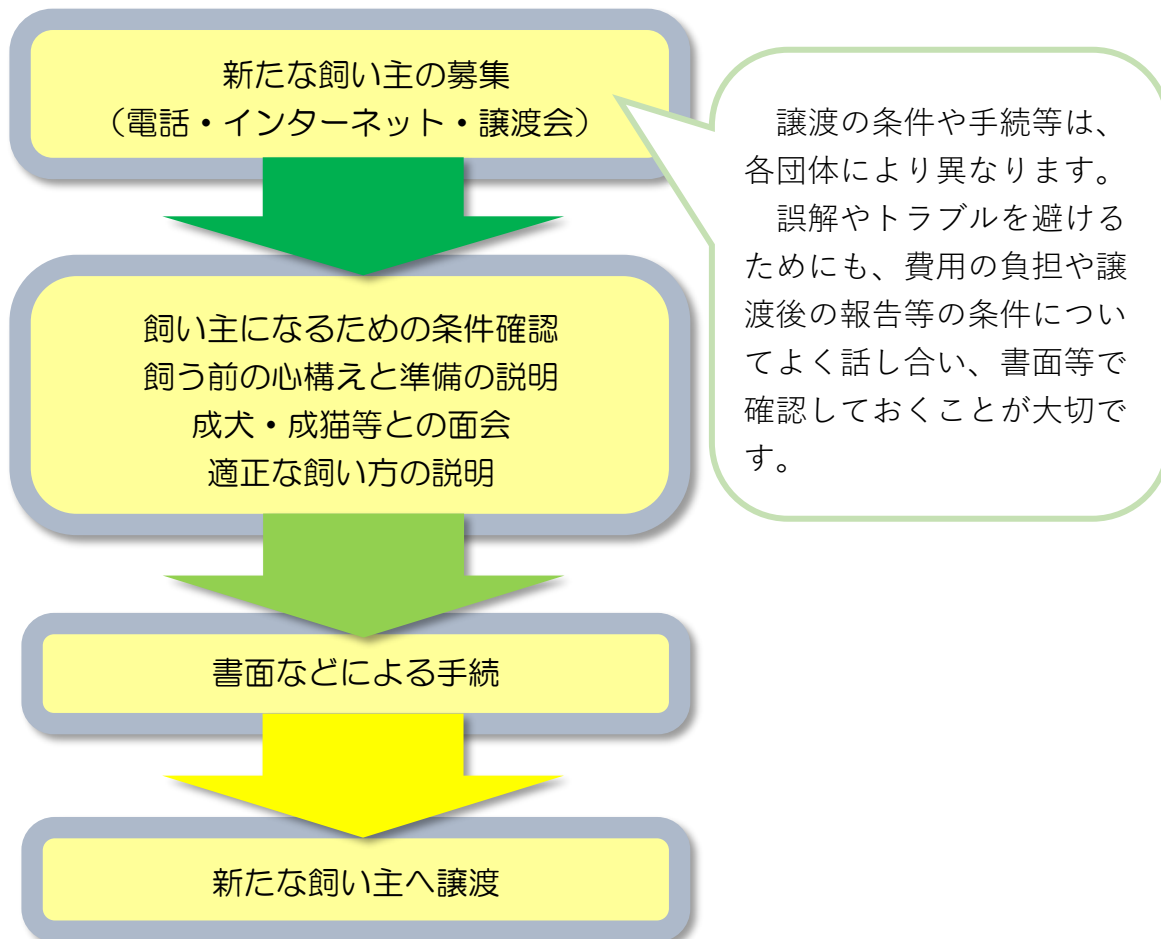 新たな飼い主の募集
（電話・インターネット・譲渡会）
譲渡の条件や手続等は、
各団体により異なります。
誤解やトラブルを避ける
ためにも、費用の負担や譲
渡後の報告等の条件につい
てよく話し合い、書面等で
確認しておくことが大切で
す。
飼い主になるための条件確認
飼う前の心構えと準備の説明
成犬・成猫等との面会
適正な飼い方の説明
書面などによる手続
新たな飼い主へ譲渡